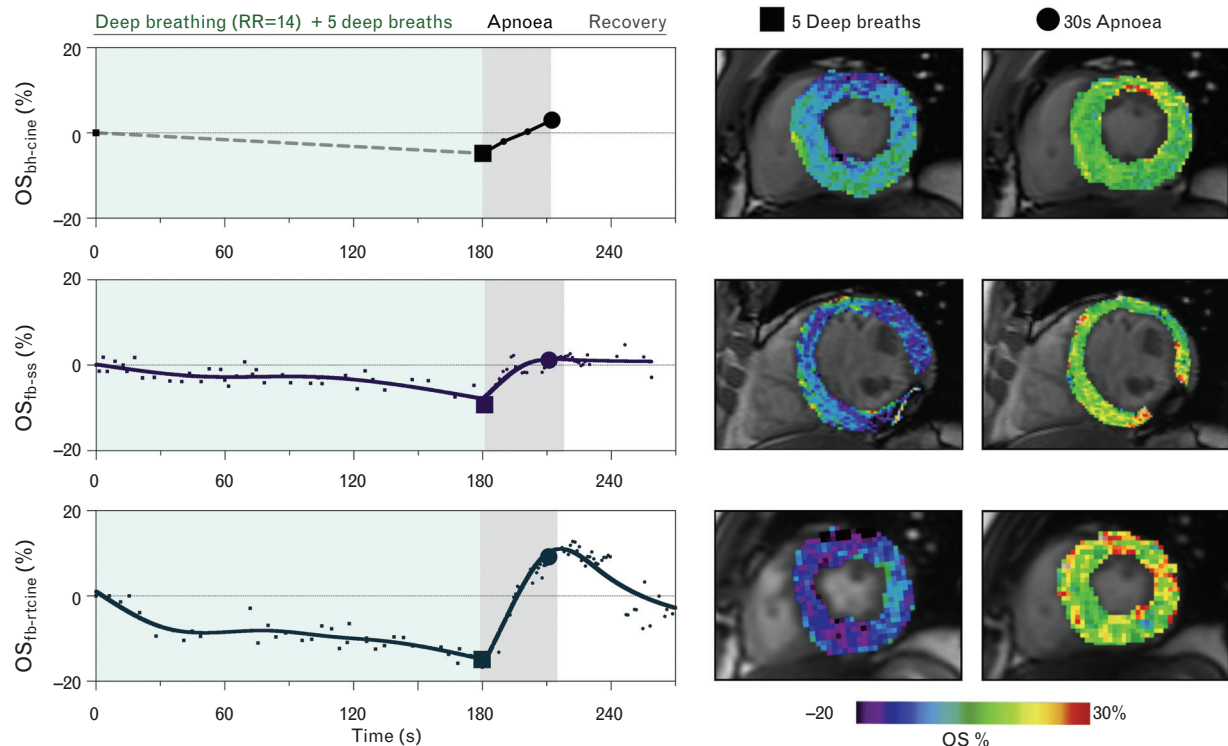 Deep breathing (RR=14) + 5 deep breaths Apnoea Recovery
5 Deep breaths
30s Apnoea
20
0
−20
OSbh-cine (%)
0 60 120 180 240
20
0
−20
OSfb-ss (%)
0 60 120 180 240
20
0
−20
OSfb-rtcine (%)
0 60 120 180 240
Time (s)
−20 30%
OS %